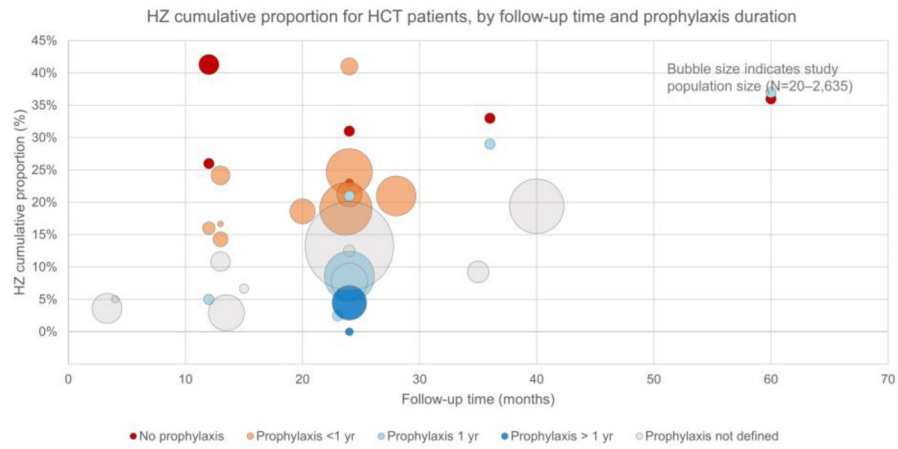 HZ cumulative proportion for HCT patients, by follow-up time and prophylaxis duration
45%
40%
35%
30%
25%
20%
15%
10%
5%
0%
HZ cumulative proportion (%)
Bubble size indicates study
population size (N=20–2,635)
0 10 20 30 40 50 60 70
Follow-up time (months)
No prophylaxis Prophylaxis <1 yr Prophylaxis 1 yr Prophylaxis > 1 yr Prophylaxis not defined